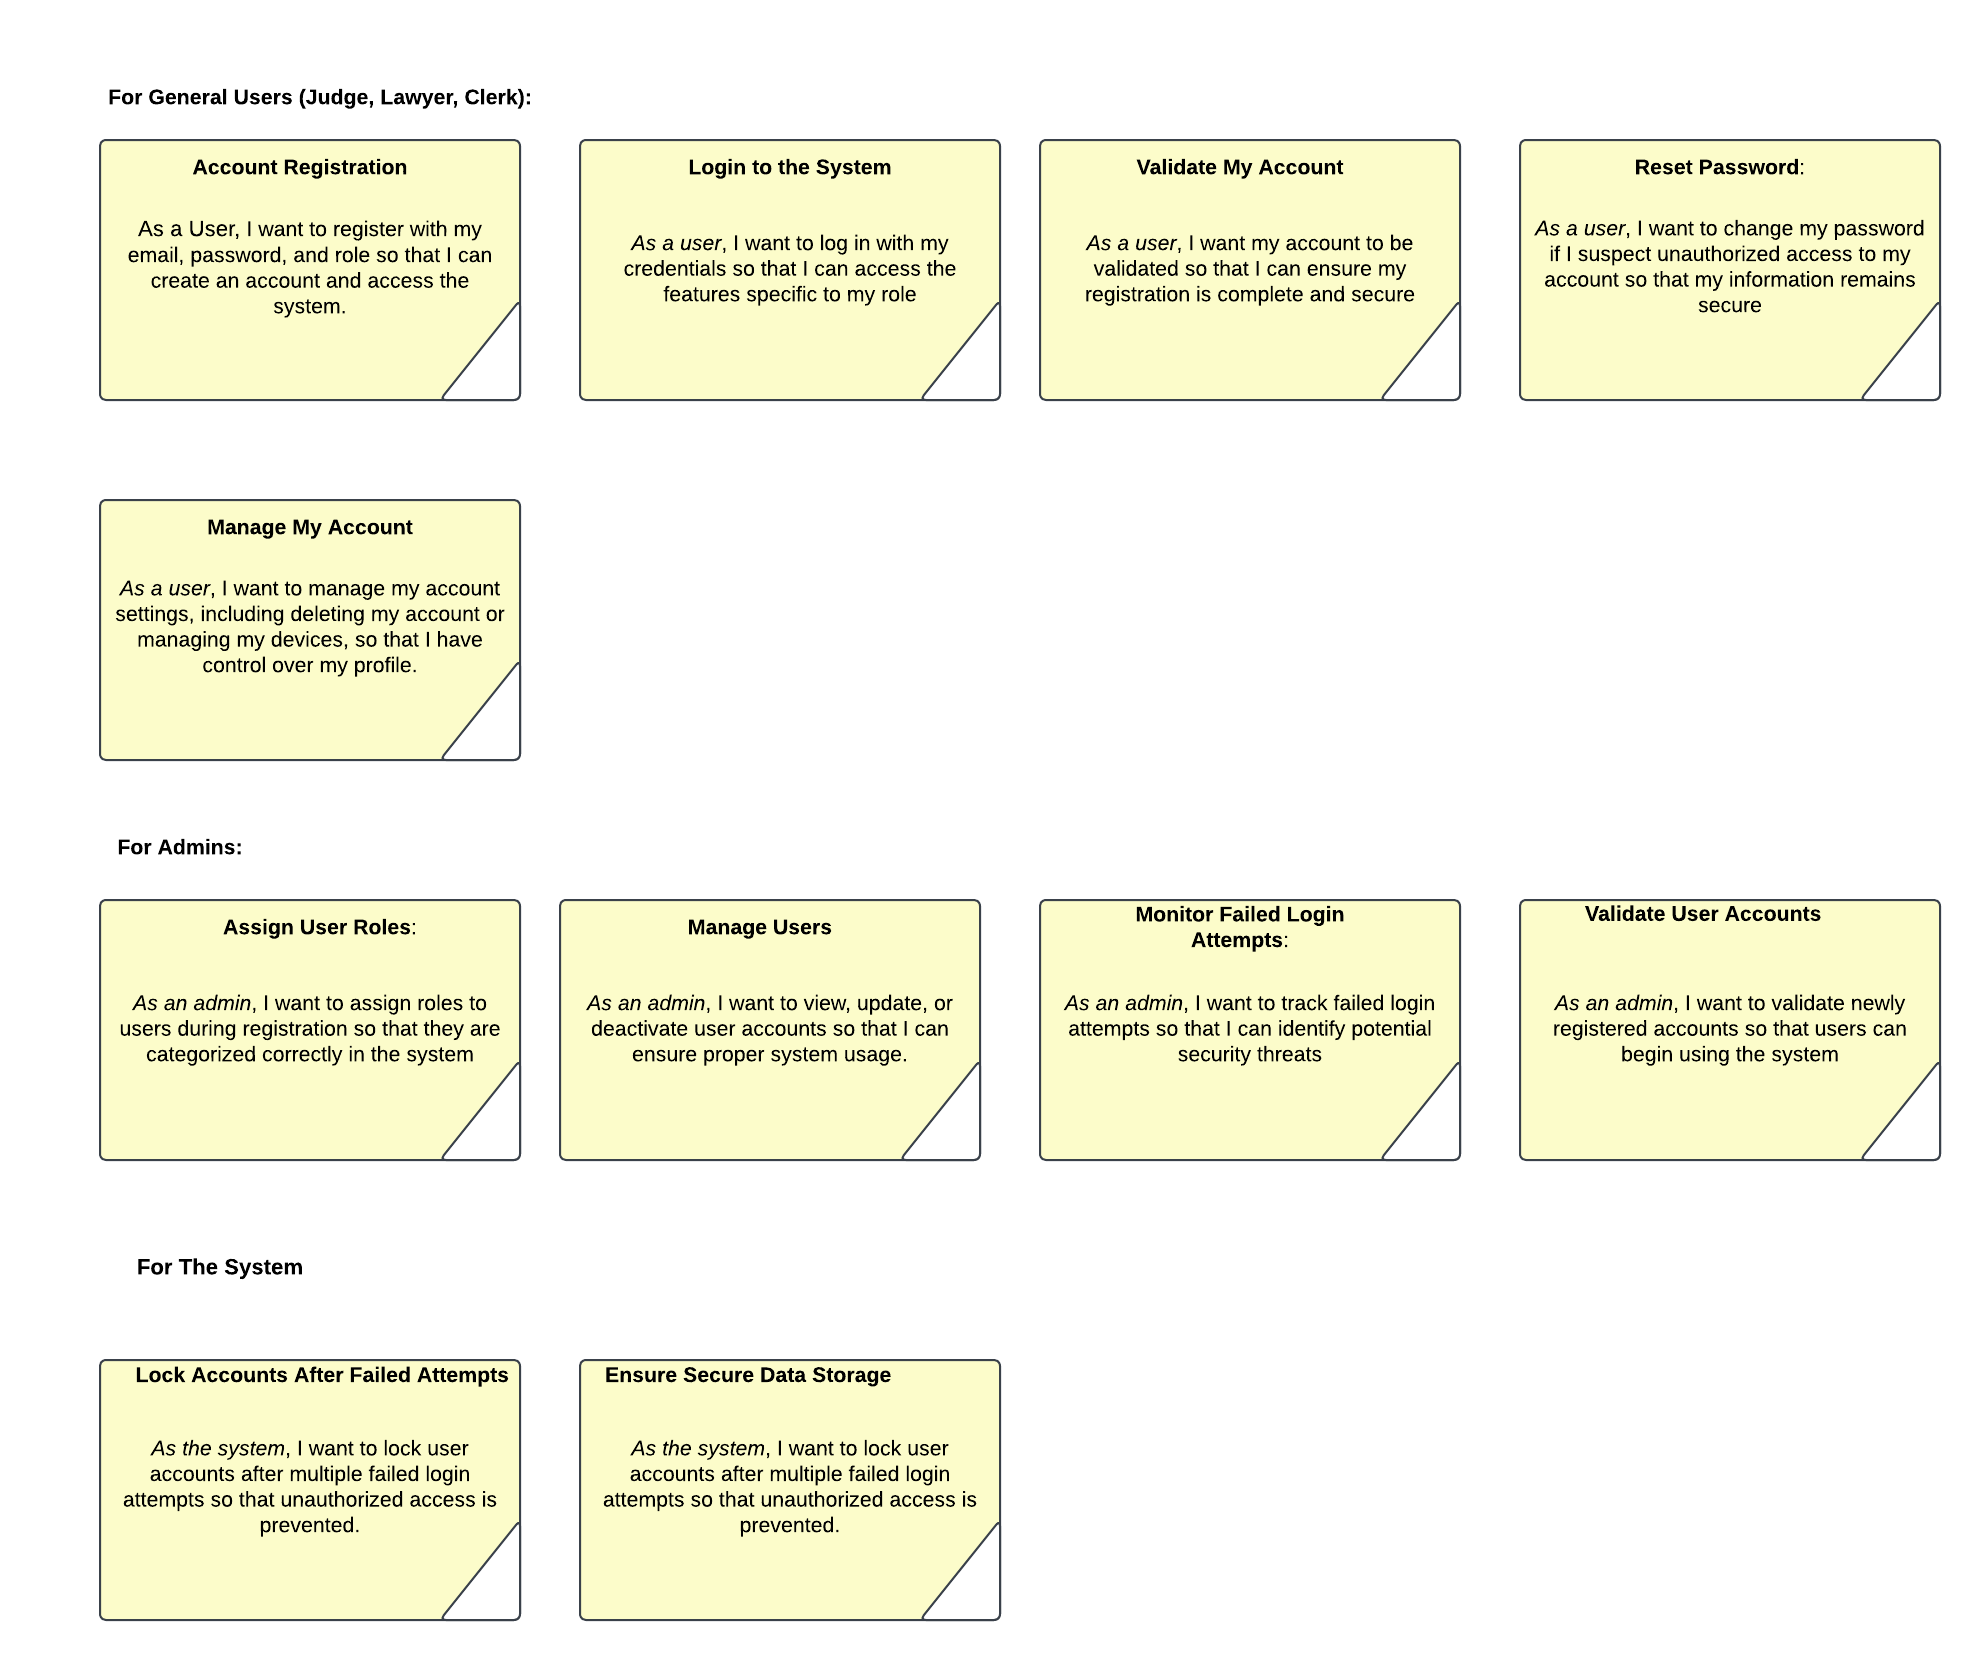 For General Users (Judge, Lawyer, Clerk):
Account Registration
As a User, I want to register with my
email, password, and role so that I can
create an account and access the
system.
Login to the System
As a user, I want to log in with my
credentials so that I can access the
features specific to my role
Validate My Account
As a user, I want my account to be
validated so that I can ensure my
registration is complete and secure
Reset Password:
As a user, I want to change my password
if I suspect unauthorized access to my
account so that my information remains
secure
Manage My Account
As a user, I want to manage my account
settings, including deleting my account or
managing my devices, so that I have
control over my profile.
For Admins:
Assign User Roles:
As an admin, I want to assign roles to
users during registration so that they are
categorized correctly in the system
Manage Users
As an admin, I want to view, update, or
deactivate user accounts so that I can
ensure proper system usage.
Monitor Failed Login
Attempts:
As an admin, I want to track failed login
attempts so that I can identify potential
security threats
Validate User Accounts
As an admin, I want to validate newly
registered accounts so that users can
begin using the system
For The System
Lock Accounts After Failed Attempts
As the system, I want to lock user
accounts after multiple failed login
attempts so that unauthorized access is
prevented.
Ensure Secure Data Storage
As the system, I want to lock user
accounts after multiple failed login
attempts so that unauthorized access is
prevented.